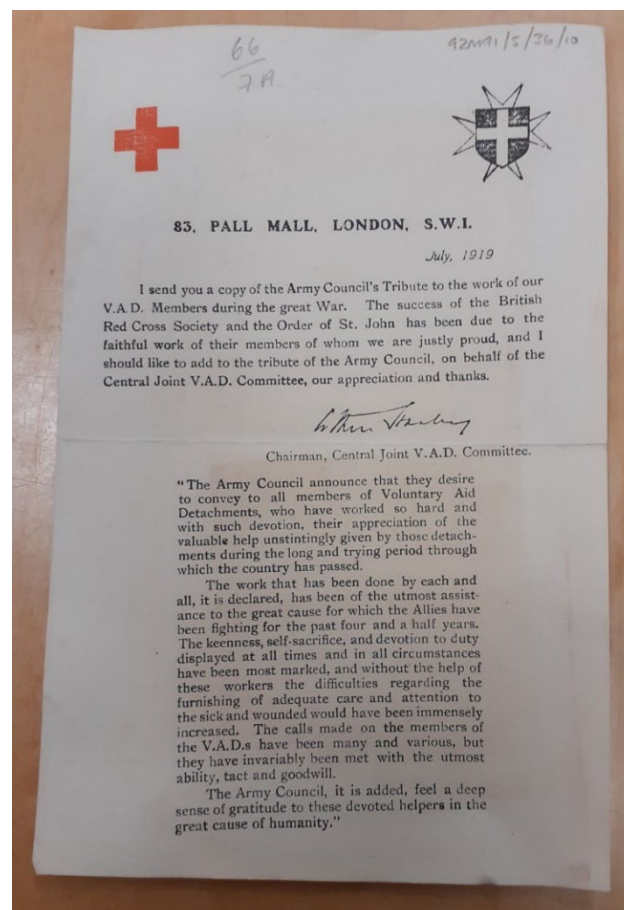 66
7A
92M91/5/36/10
83, PALL MALL, LONDON, S.W.1.
July, 1919
I send you a copy of the Army Council's Tribute to the work of our
V.A.D. Members during the great War. The success of the British
Red Cross Society and the Order of St. John has been due to the
faithful work of their members of whom we are justly proud, and I
should like to add to the tribute of the Army Council, on behalf of the
Central Joint V.A.D. Committee, our appreciation and thanks.
Arthur Stanley
Chairman, Central Joint V.A.D. Committee.
"The Army Council announce that they desire
to convey to all members of Voluntary Aid
Detachments, who have worked so hard and
with such devotion, their appreciation of the
valuable help unstintingly given by those detach-
ments during the long and trying period through
which the country has passed.
The work that has been done by each and
all, it is declared, has been of the utmost assist-
ance to the great cause for which the Allies have
been fighting for the past four and a half years.
The keenness, self-sacrifice, and devotion to duty
displayed at all times and in all circumstances
have been most marked, and without the help of
these workers the difficulties regarding the
furnishing of adequate care and attention to
the sick and wounded would have been immensely
increased. The calls made on the members of
the V.A.D.s have been many and various, but
they have invariably been met with the utmost
ability, tact and goodwill.
The Army Council, it is added, feel a deep
sense of gratitude to these devoted helpers in the
great cause of humanity."